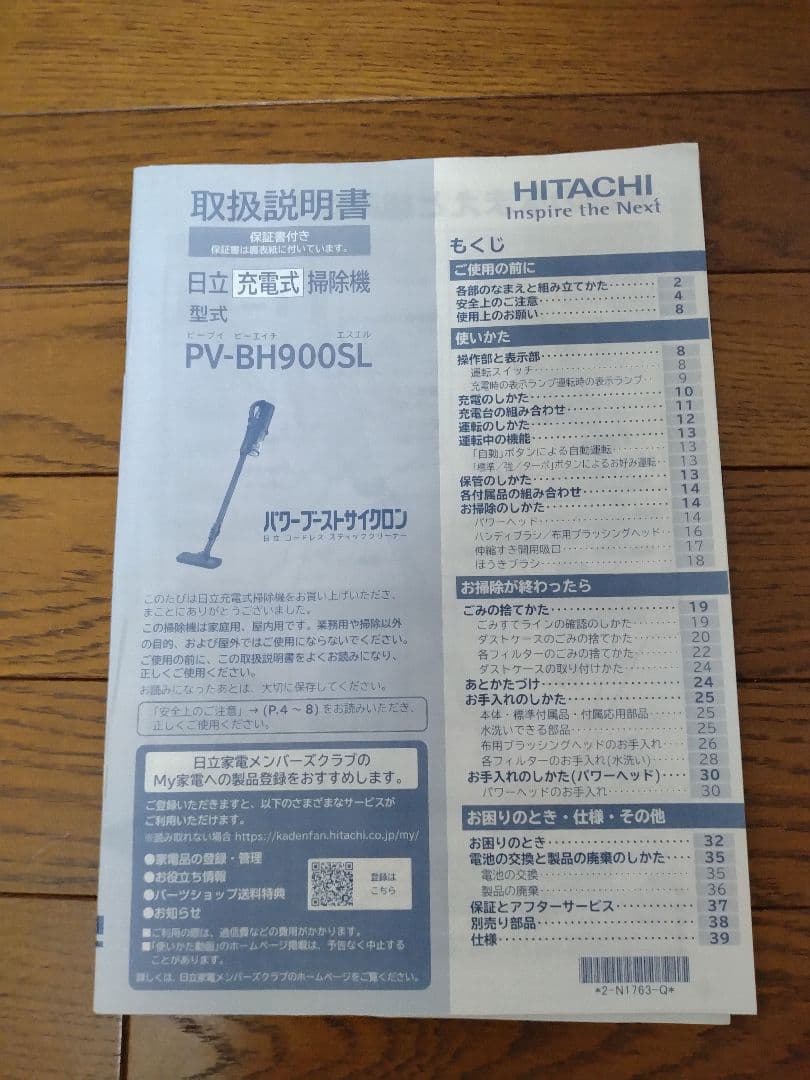 取扱説明書
保証書付き
保証書は裏表紙に付いています。
日立 充電式 掃除機
型式
ピーブイ ビーエイチ エスエル
PV-BH900SL
パワーブーストサイクロン
日立 コードレス スティッククリーナー
このたびは日立充電式掃除機をお買い上げいただき、
まことにありがとうございました。
この掃除機は家庭用、屋内用です。業務用や掃除以外
の目的、および屋外ではご使用にならないでください。
ご使用の前に、この取扱説明書をよくお読みになり、
正しくご使用ください。
お読みになったあとは、大切に保存してください。
「安全上のご注意」→ (P.4 ~ 8) をお読みいただき、
正しくご使用ください。
日立家電メンバーズクラブの
My家電への製品登録をおすすめします。
ご登録いただきますと、以下のさまざまなサービスが
ご利用いただけます。
※読み取れない場合 https://kadenfan.hitachi.co.jp/my/
●家電品の登録・管理
●お役立ち情報
●パーツショップ送料特典
●お知らせ
登録は
こちら
■ご利用の際は、通信費などの費用がかかります。
■「使いかた動画」のホームページ掲載は、予告なく中止する
ことがあります。
詳しくは、日立家電メンバーズクラブのホームページをご覧ください。
HITACHI
Inspire the Next
もくじ
ご使用の前に
各部のなまえと組み立てかた 2
安全上のご注意 4
使用上のお願い 8
使いかた
操作部と表示部 8
運転スイッチ 8
充電時の表示ランプ/運転時の表示ランプ 9
充電のしかた 10
充電台の組み合わせ 11
運転のしかた 12
運転中の機能 13
「自動」ボタンによる自動運転 13
「標準/強/ターボ」ボタンによるお好み運転 13
保管のしかた 13
各付属品の組み合わせ 14
お掃除のしかた 14
パワーヘッド 14
ハンディブラシ/布用ブラッシングヘッド 16
伸縮すき間用吸口 17
ほうきブラシ 18
お掃除が終わったら
ごみの捨てかた 19
ごみすてラインの確認のしかた 19
ダストケースのごみの捨てかた 20
各フィルターのごみの捨てかた 22
ダストケースの取り付けかた 24
あとかたづけ 24
お手入れのしかた 25
本体・標準付属品・付属応用部品 25
水洗いできる部品 25
布用ブラッシングヘッドのお手入れ 26
各フィルターのお手入れ(水洗い) 28
お手入れのしかた(パワーヘッド) 30
パワーヘッドのお手入れ 30
お困りのとき・仕様・その他
お困りのとき 32
電池の交換と製品の廃棄のしかた 35
電池の交換 35
製品の廃棄 36
保証とアフターサービス 37
別売り部品 38
仕様 39
*2-N1763-Q*